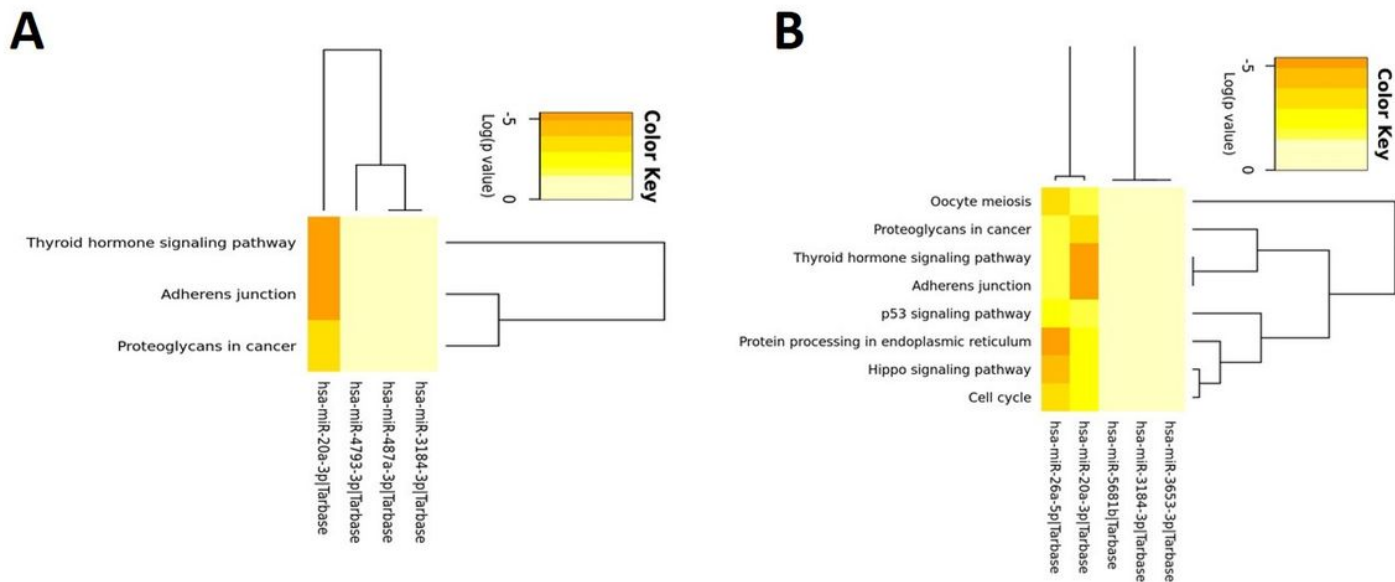 A
-5
0
Log(p value)
Color Key
Thyroid hormone signaling pathway
Adherens junction
Proteoglycans in cancer
hsa-miR-20a-3p|Tarbase
hsa-miR-4793-3p|Tarbase
hsa-miR-487a-3p|Tarbase
hsa-miR-3184-3p|Tarbase
B
-5
0
Log(p value)
Color Key
Oocyte meiosis
Proteoglycans in cancer
Thyroid hormone signaling pathway
Adherens junction
p53 signaling pathway
Protein processing in endoplasmic reticulum
Hippo signaling pathway
Cell cycle
hsa-miR-26a-5p|Tarbase
hsa-miR-20a-3p|Tarbase
hsa-miR-5681b|Tarbase
hsa-miR-3184-3p|Tarbase
hsa-miR-3653-3p|Tarbase